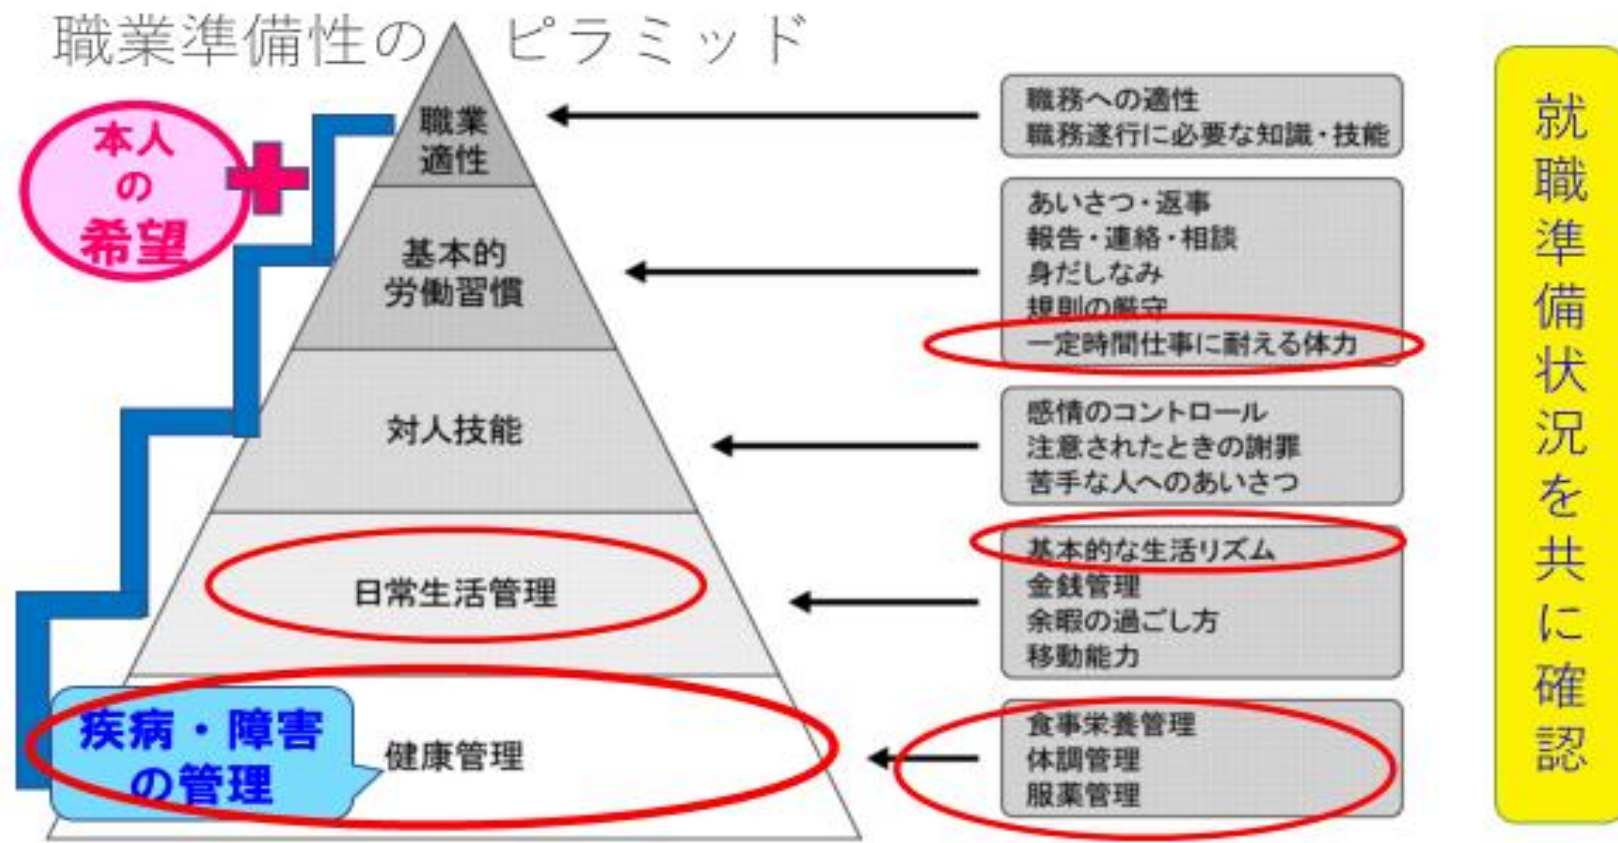 職業準備性の ピラミッド
本人
の
希望
職業
適性
職務への適性
職務遂行に必要な知識・技能
基本的
労働習慣
あいさつ・返事
報告・連絡・相談
身だしなみ
規則の厳守
一定時間仕事に耐える体力
対人技能
感情のコントロール
注意されたときの謝罪
苦手な人へのあいさつ
日常生活管理
基本的な生活リズム
金銭管理
余暇の過ごし方
移動能力
疾病・障害
の管理
健康管理
食事栄養管理
体調管理
服薬管理
就職準備状況を共に確認